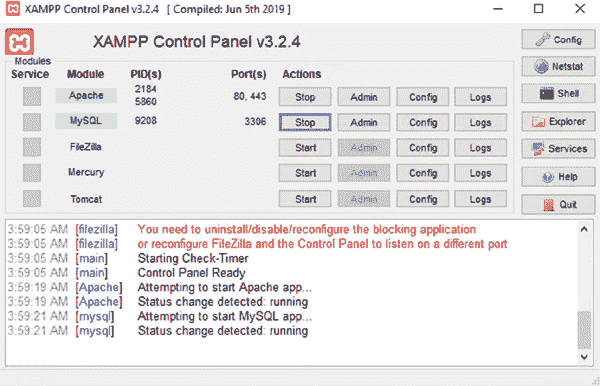 XAMPP Control Panel v3.2.4 [ Compiled: Jun 5th 2019 ]
XAMPP Control Panel v3.2.4
Config
Modules
Service Module PID(s) Port(s) Actions
Netstat
Apache 2184 5860 80, 443 Stop Admin Config Logs
Shell
MySQL 9208 3306 Stop Admin Config Logs
Explorer
FileZilla Start Admin Config Logs
Services
Mercury Start Admin Config Logs
Help
Tomcat Start Admin Config Logs
Quit
3:59:05 AM [filezilla] You need to uninstall/disable/reconfigure the blocking application
3:59:05 AM [filezilla] or reconfigure FileZilla and the Control Panel to listen on a different port
3:59:05 AM [main] Starting Check-Timer
3:59:05 AM [main] Control Panel Ready
3:59:19 AM [Apache] Attempting to start Apache app...
3:59:19 AM [Apache] Status change detected: running
3:59:21 AM [mysql] Attempting to start MySQL app...
3:59:21 AM [mysql] Status change detected: running